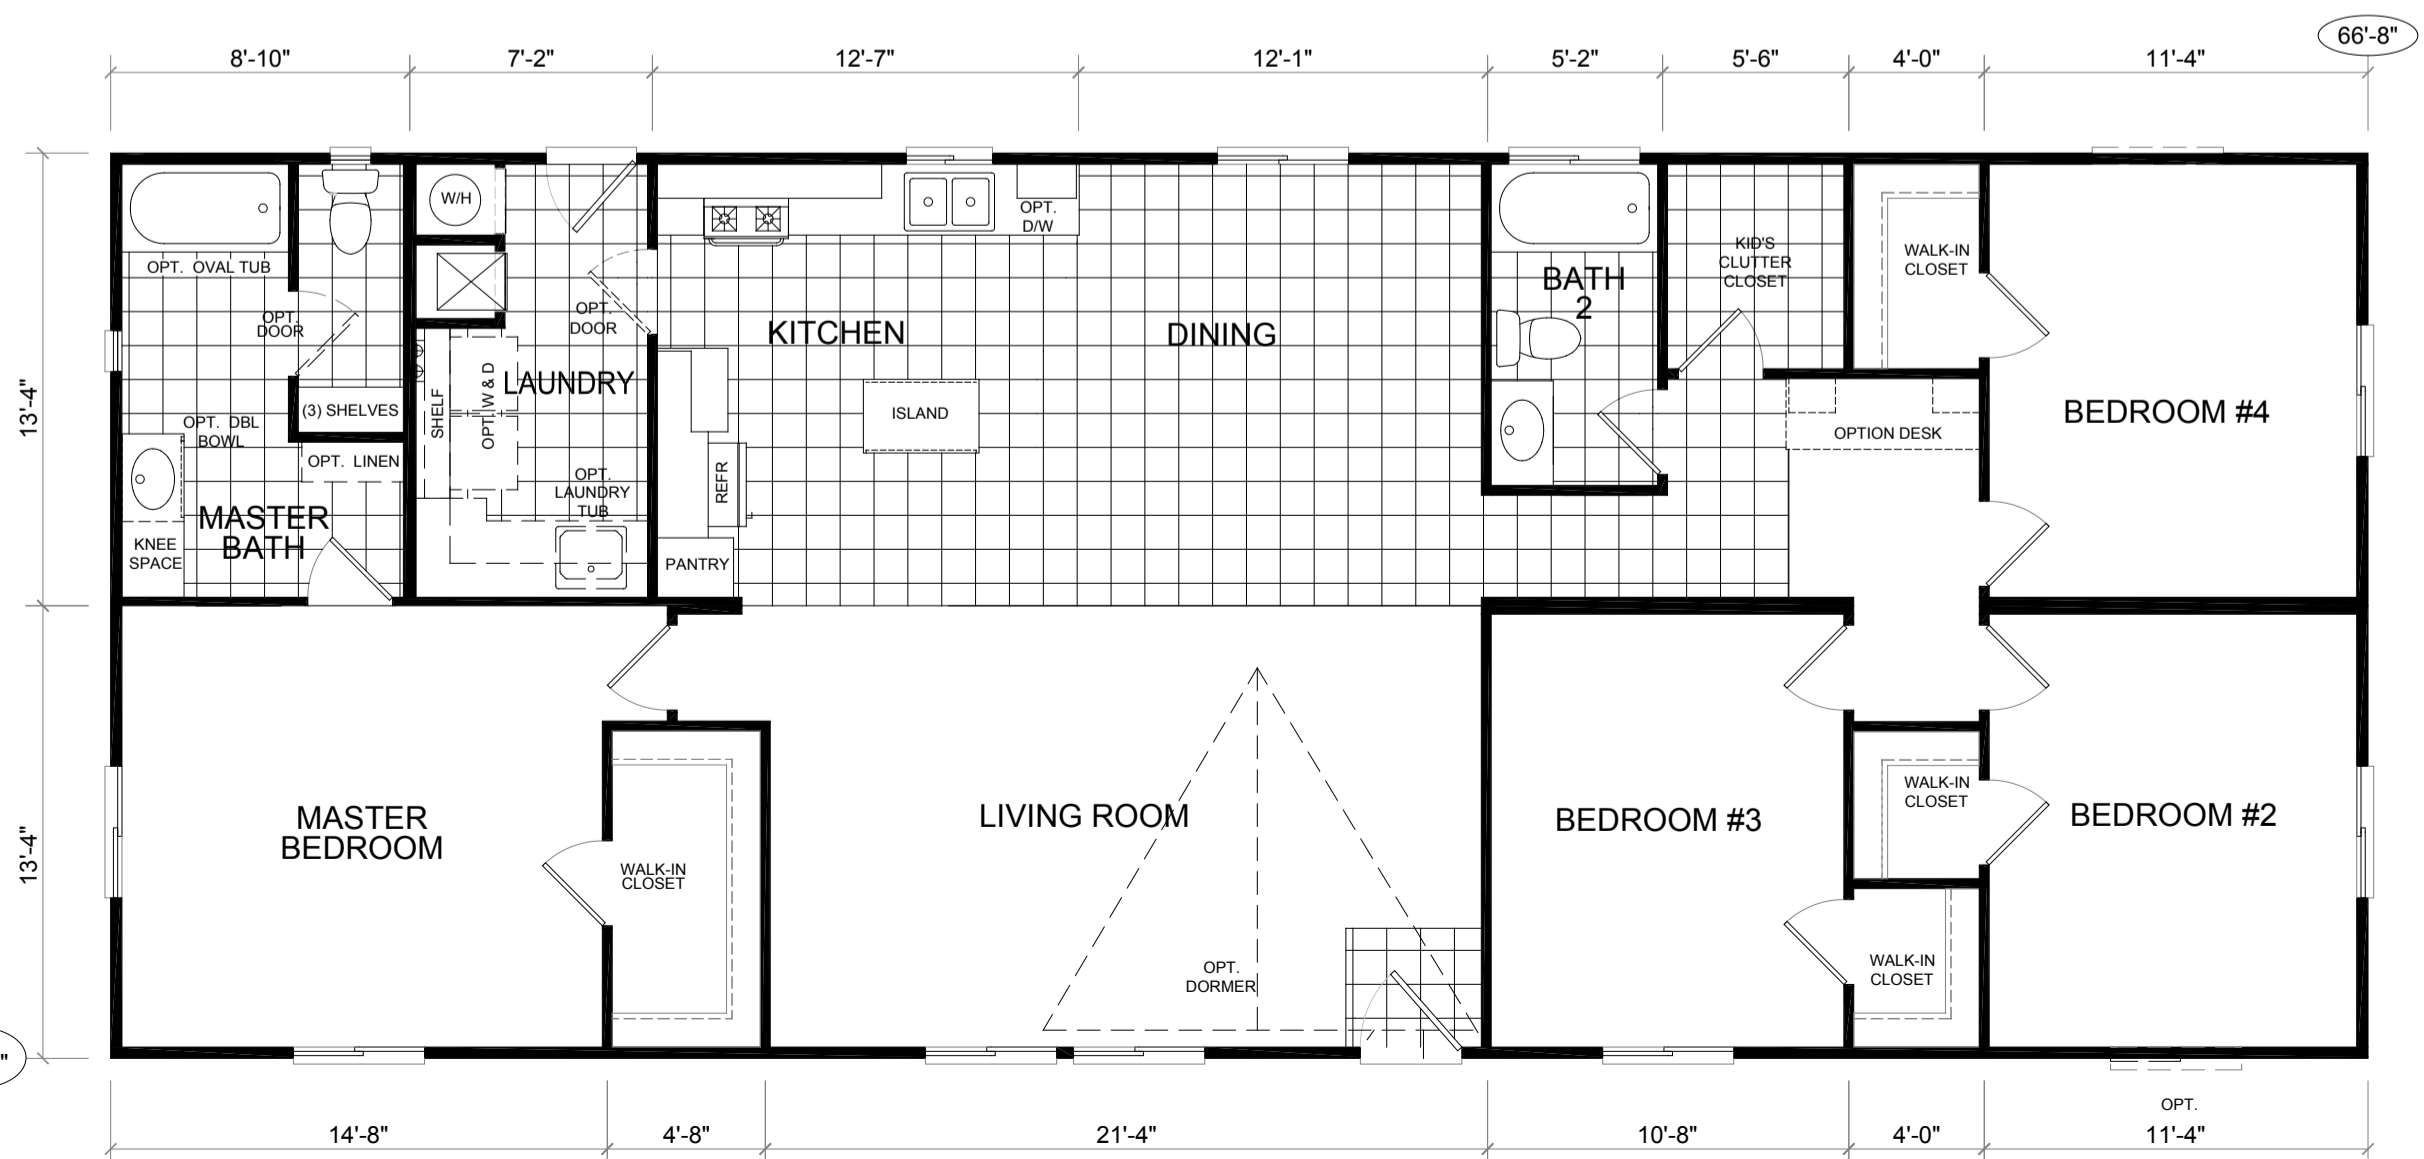 66'-8"
8'-10"
7'-2"
12'-7"
12'-1"
5'-2"
5'-6"
4'-0"
11'-4"
13'-4"
13'-4"
"
OPT. OVAL TUB
OPT.
DOOR
(3) SHELVES
OPT. DBL
BOWL
OPT. LINEN
MASTER
BATH
KNEE
SPACE
W/H
OPT.
DOOR
SHELF
OPT. W & D
LAUNDRY
OPT.
LAUNDRY
TUB
OPT.
D/W
KITCHEN
ISLAND
REFR
PANTRY
DINING
BATH
2
KID'S
CLUTTER
CLOSET
WALK-IN
CLOSET
OPTION DESK
BEDROOM #4
MASTER
BEDROOM
WALK-IN
CLOSET
LIVING ROOM
OPT.
DORMER
BEDROOM #3
WALK-IN
CLOSET
WALK-IN
CLOSET
BEDROOM #2
OPT.
14'-8"
4'-8"
21'-4"
10'-8"
4'-0"
11'-4"